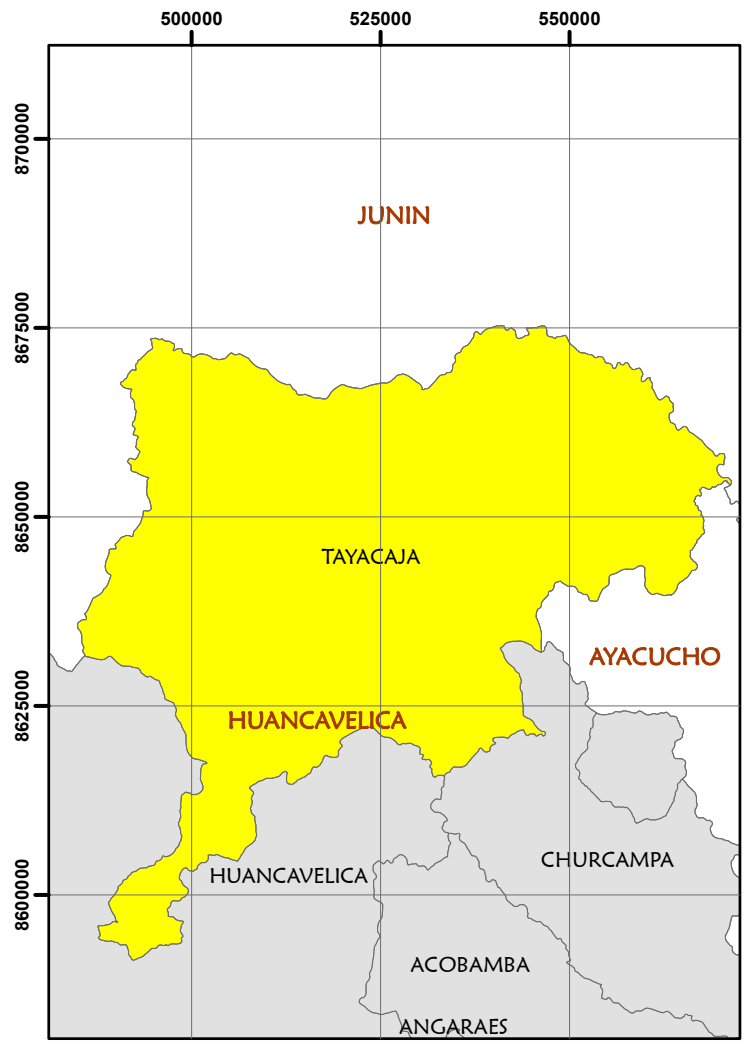 500000 525000 550000
8700000
JUNIN
8675000
8650000
TAYACAJA
AYACUCHO
8625000
HUANCAVELICA
CHURCAMPA
HUANCAVELICA
8600000
ACOBAMBA
ANGARAES